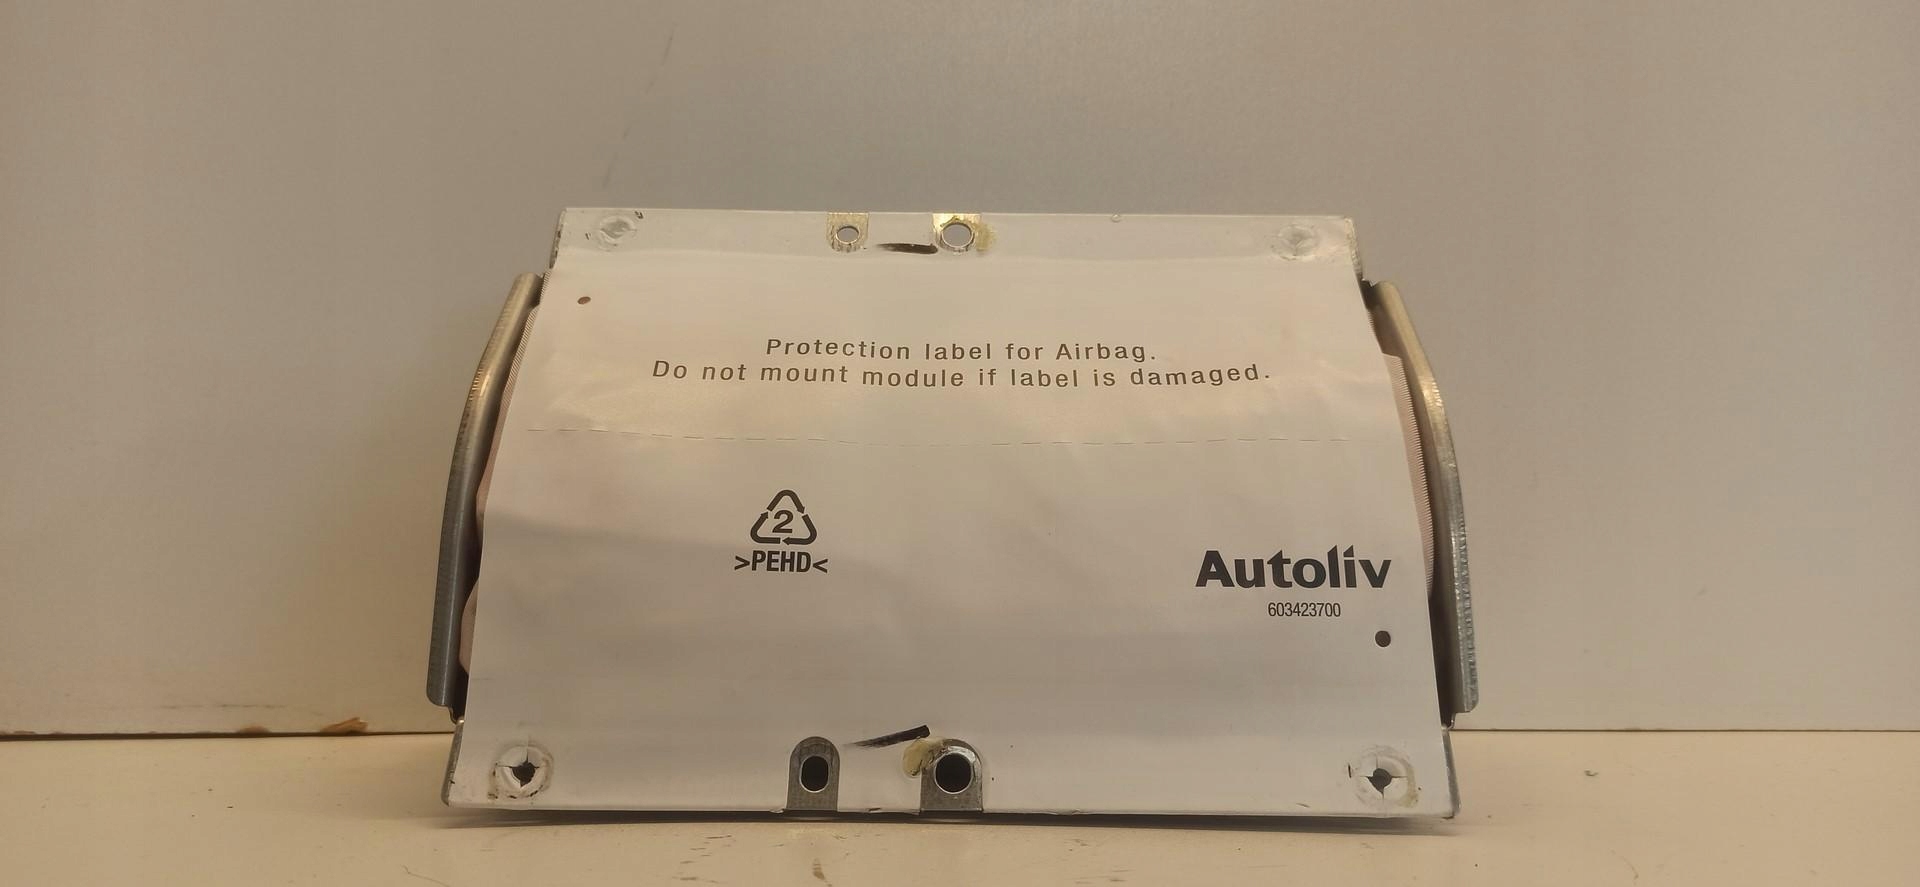 Protection label for Airbag.
Do not mount module if label is damaged.
2
>PEHD<
Autoliv
603423700